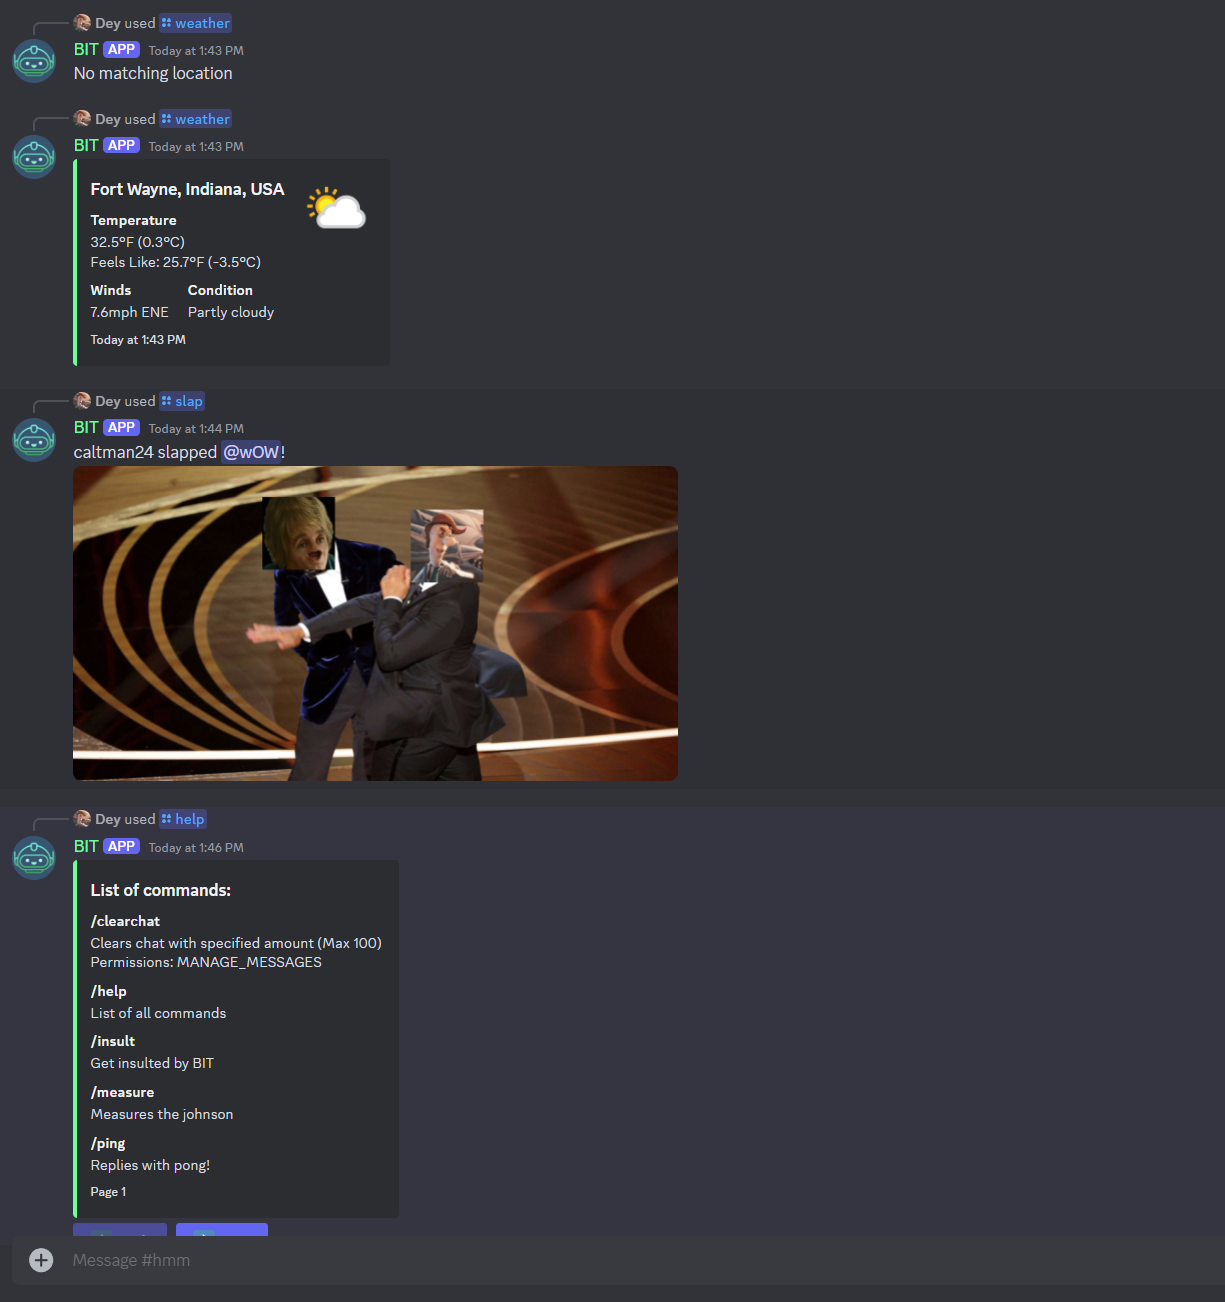 Dey used weather
BIT APP Today at 1:43 PM
No matching location
Dey used weather
BIT APP Today at 1:43 PM
Fort Wayne, Indiana, USA
Temperature
32.5°F (0.3°C)
Feels Like: 25.7°F (-3.5°C)
Winds Condition
7.6mph ENE Partly cloudy
Today at 1:43 PM
Dey used slap
BIT APP Today at 1:44 PM
caltman24 slapped @wOW!
Dey used help
BIT APP Today at 1:46 PM
List of commands:
/clearchat
Clears chat with specified amount (Max 100)
Permissions: MANAGE_MESSAGES
/help
List of all commands
/insult
Get insulted by BIT
/measure
Measures the johnson
/ping
Replies with pong!
Page 1
Message #hmm